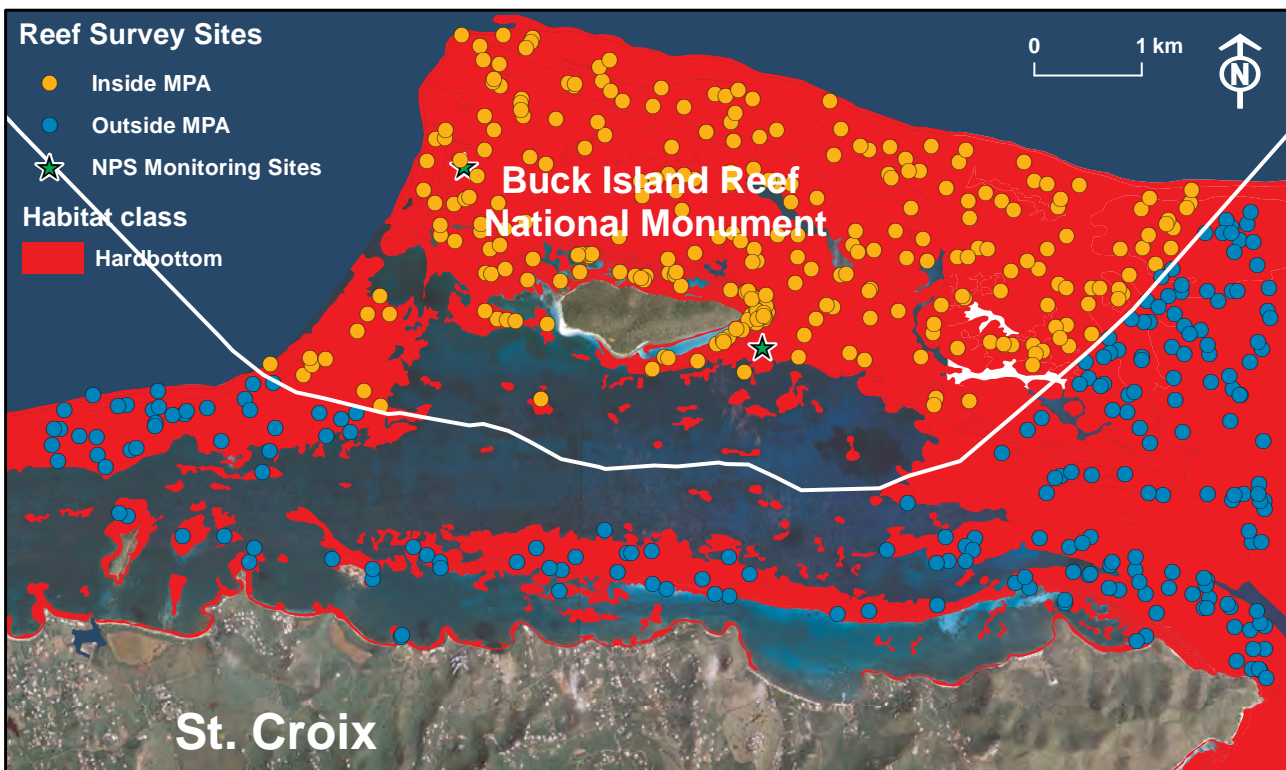 Reef Survey Sites
Inside MPA
Outside MPA
NPS Monitoring Sites
Habitat class
Hardbottom
0 1 km
N
Buck Island Reef
National Monument
St. Croix